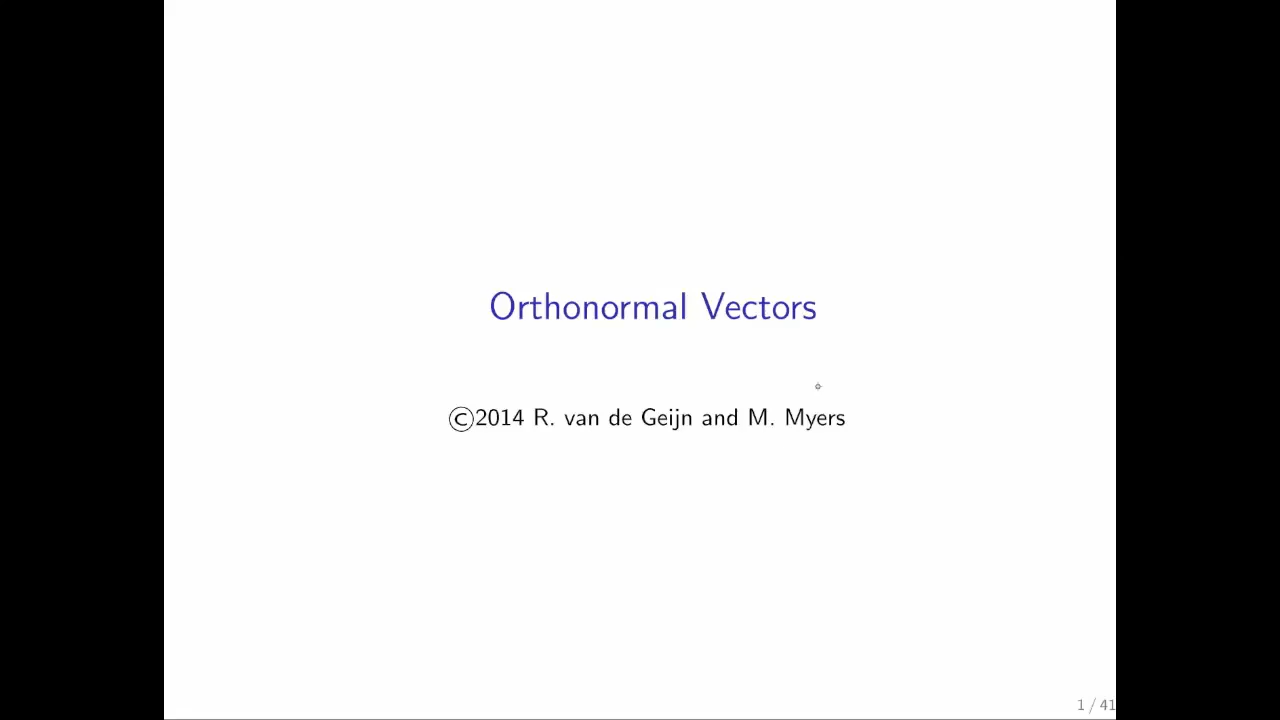 Orthonormal Vectors
©2014 R. van de Geijn and M. Myers
1 / 41